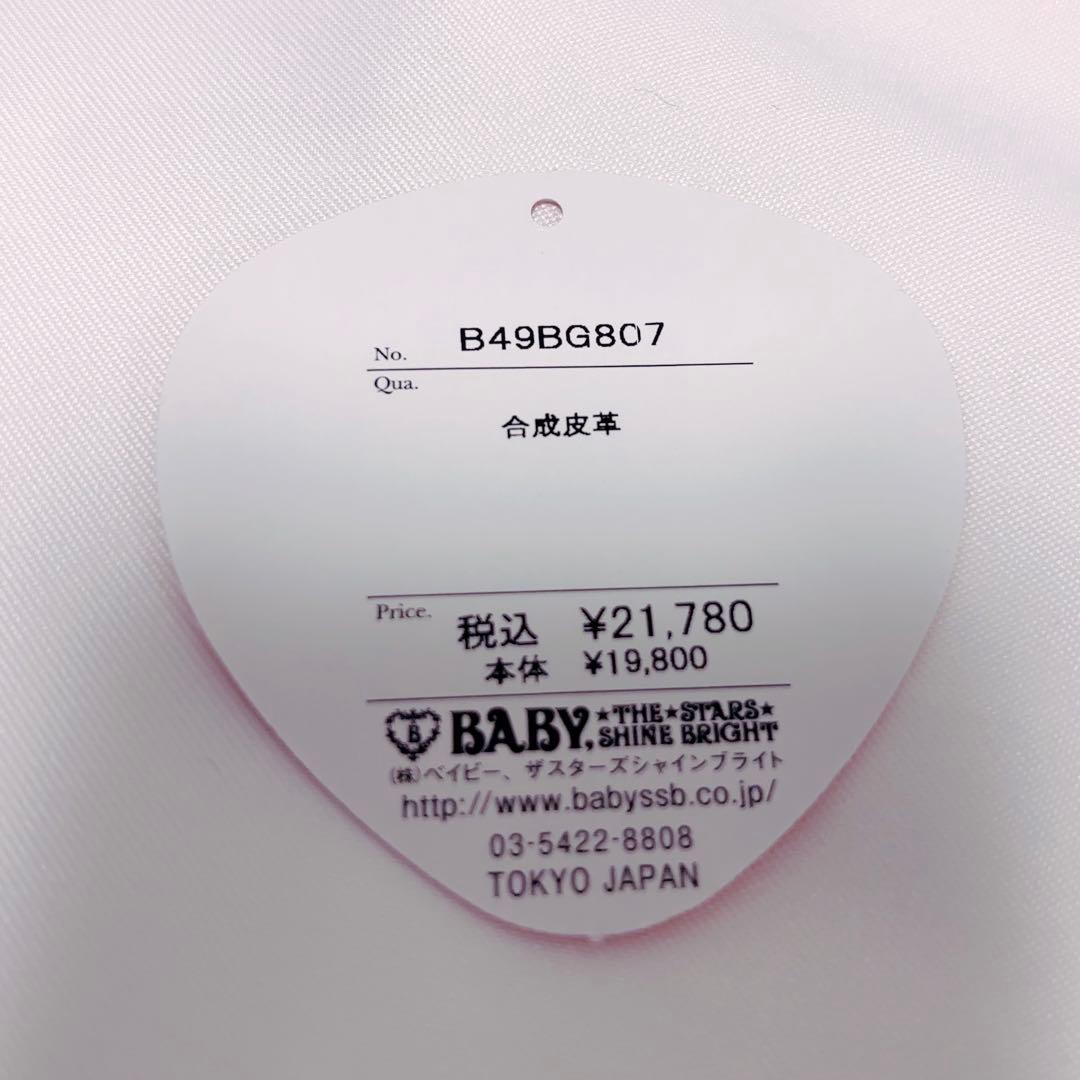 No. B49BG807
Qua.
合成皮革
Price. 税込 ¥21,780
本体 ¥19,800
B BABY, ★THE★STARS★
SHINE BRIGHT
(株)ベイビー、ザスターズシャインブライト
http://www.babyssb.co.jp/
03-5422-8808
TOKYO JAPAN